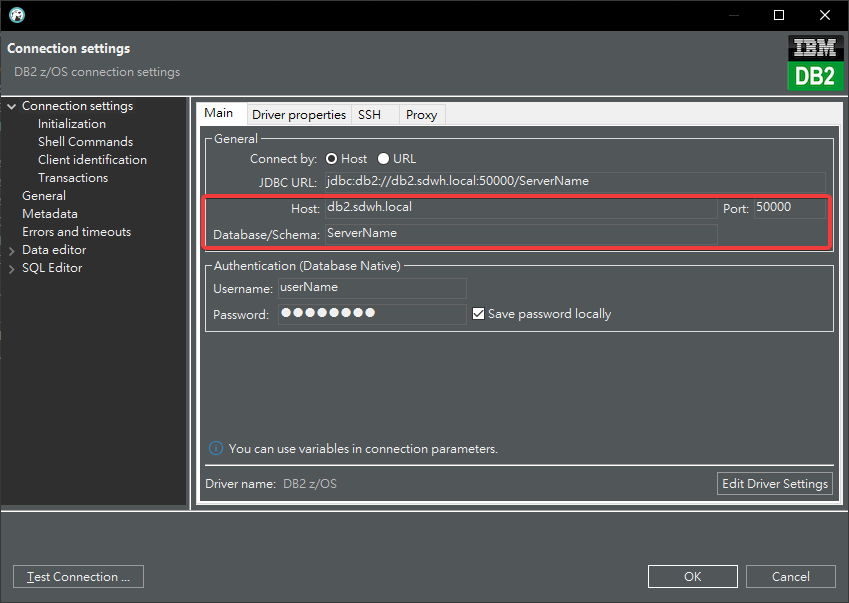 Connection settings
DB2 z/OS connection settings
IBM
DB2
Connection settings
Initialization
Shell Commands
Client identification
Transactions
General
Metadata
Errors and timeouts
Data editor
SQL Editor
Main Driver properties SSH Proxy
General
Connect by: Host URL
JDBC URL: jdbc:db2://db2.sdwh.local:50000/ServerName
Host: db2.sdwh.local Port: 50000
Database/Schema: ServerName
Authentication (Database Native)
Username: userName
Password: ●●●●●●●● Save password locally
You can use variables in connection parameters.
Driver name: DB2 z/OS Edit Driver Settings
Test Connection ... OK Cancel